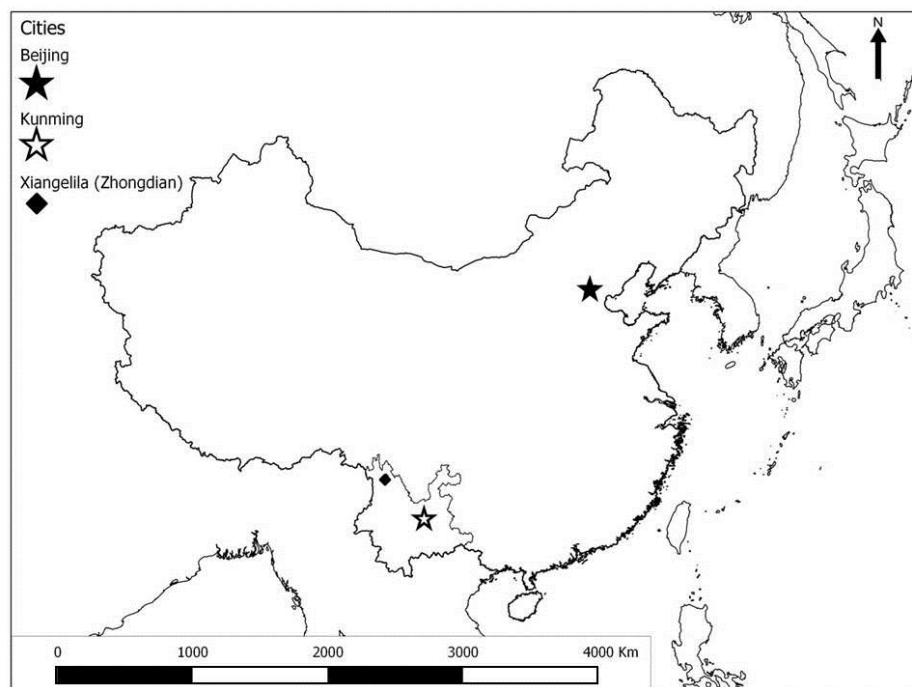 Cities
N
Beijing
Kunming
Xiangelila (Zhongdian)
0 1000 2000 3000 4000 Km